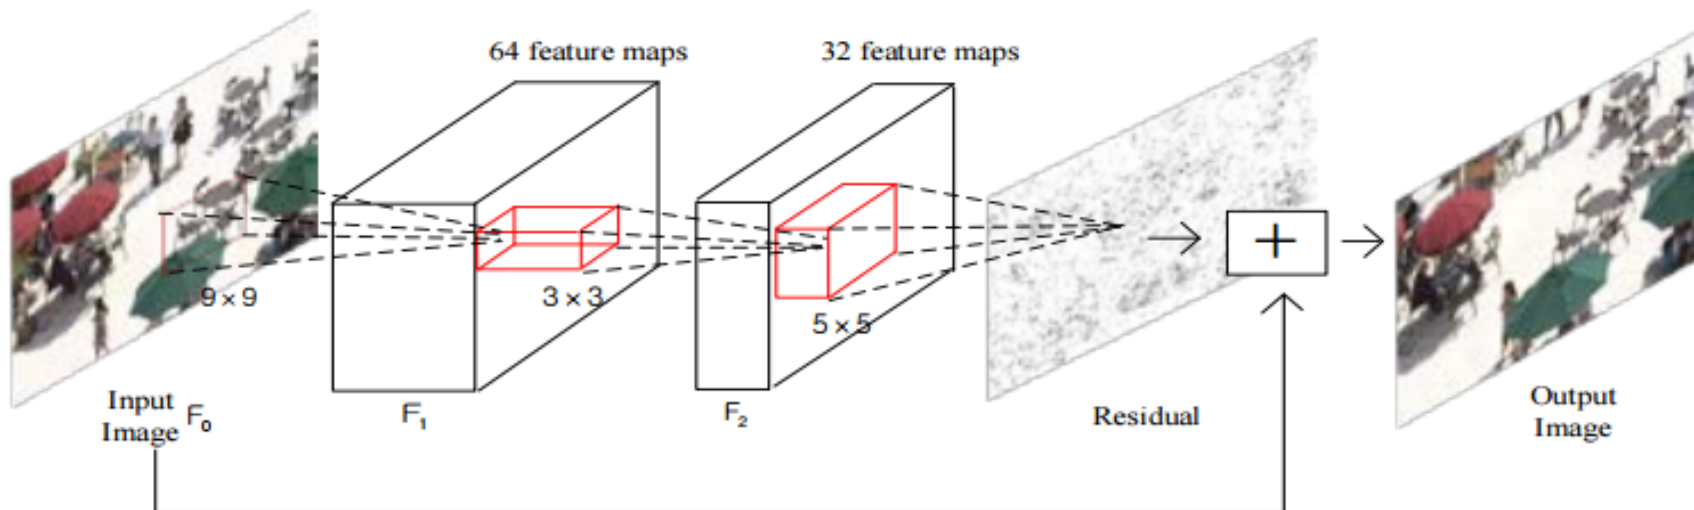 64 feature maps
32 feature maps
9 × 9
3 × 3
5 × 5
Input
Image F₀
F₁
F₂
Residual
+
Output
Image